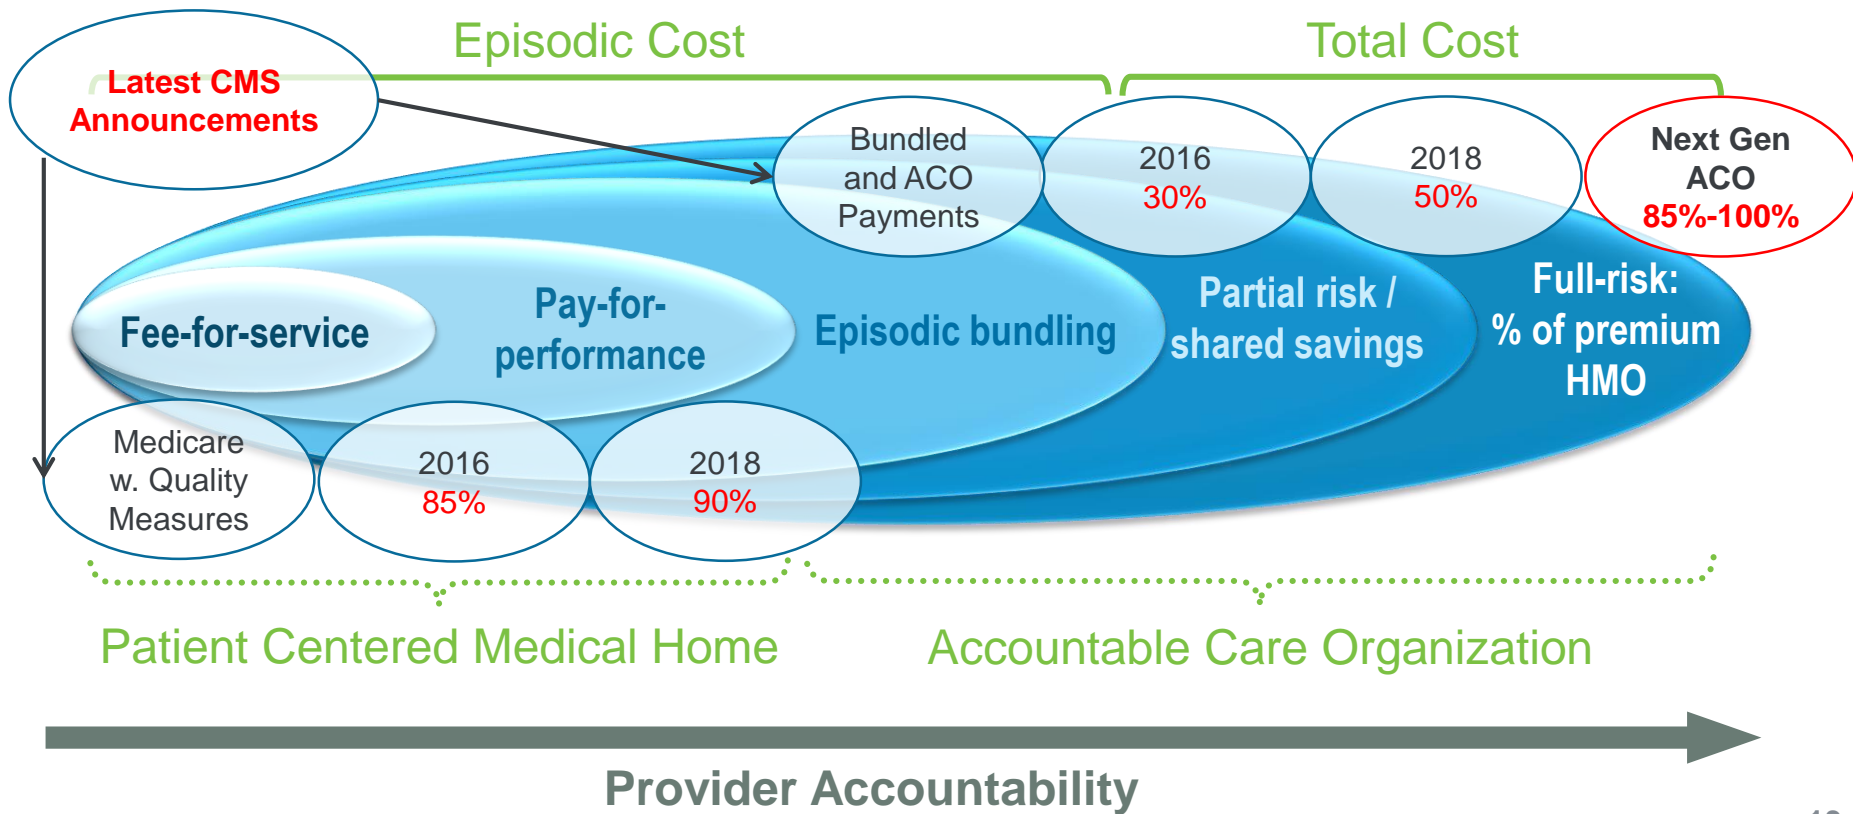 Episodic Cost
Total Cost
Latest CMS
Announcements
Bundled
and ACO
Payments
2016
30%
2018
50%
Next Gen
ACO
85%-100%
Fee-for-service
Pay-for-
performance
Episodic bundling
Partial risk /
shared savings
Full-risk:
% of premium
HMO
Medicare
w. Quality
Measures
2016
85%
2018
90%
Patient Centered Medical Home
Accountable Care Organization
Provider Accountability